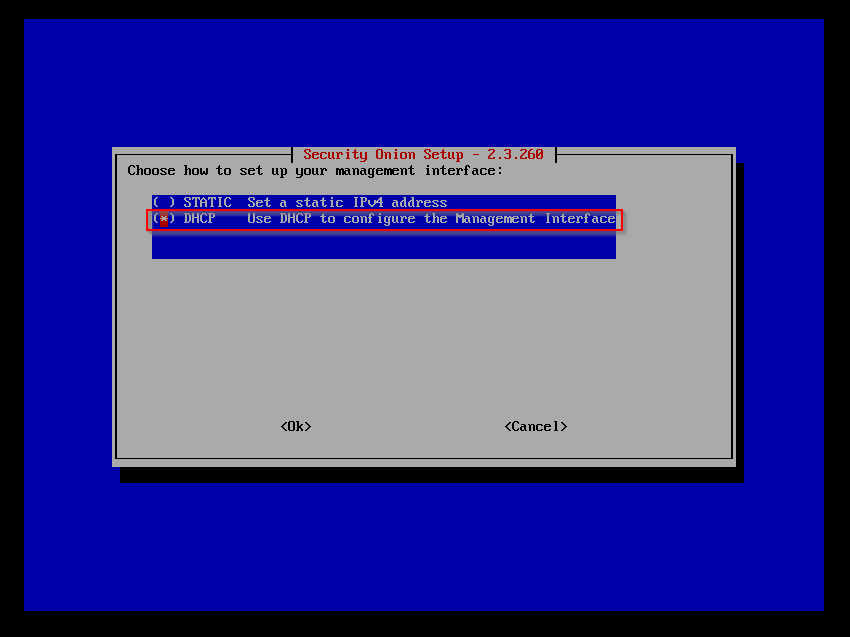 Security Onion Setup - 2.3.260
Choose how to set up your management interface:
( ) STATIC  Set a static IPv4 address
(*) DHCP    Use DHCP to configure the Management Interface
<Ok>    <Cancel>